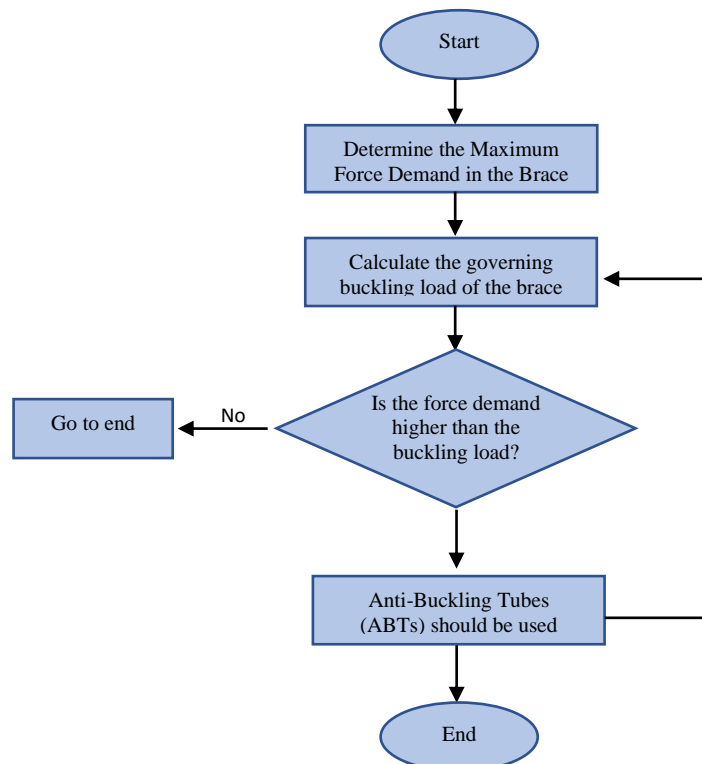 Start
Determine the Maximum
Force Demand in the Brace
Calculate the governing
buckling load of the brace
Is the force demand
higher than the
buckling load?
No
Go to end
Anti-Buckling Tubes
(ABTs) should be used
End